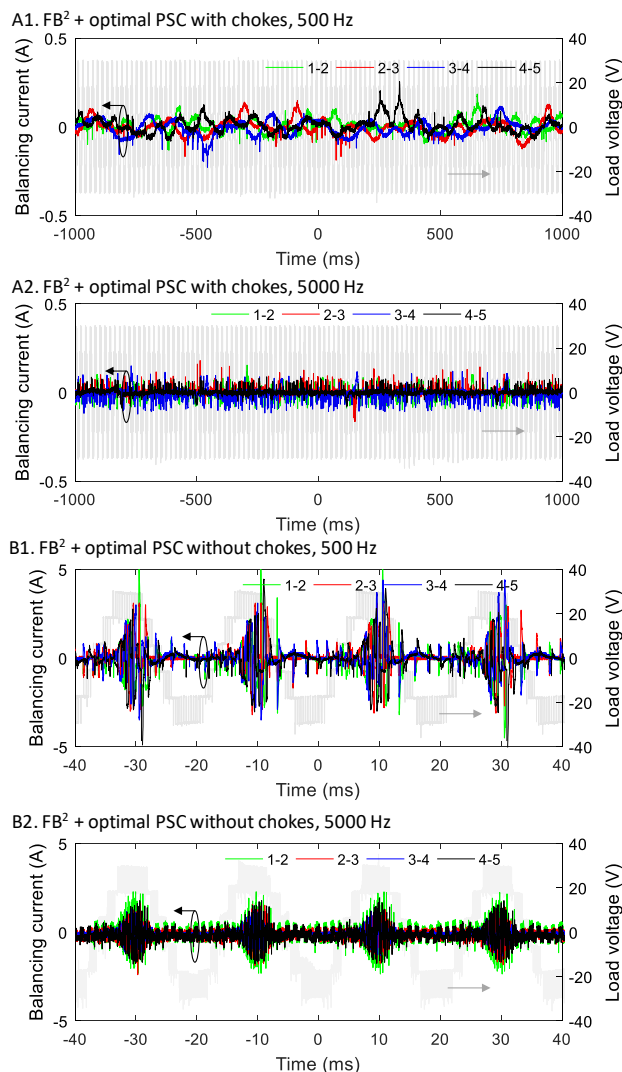 A1. FB² + optimal PSC with chokes, 500 Hz
0.5 40
1-2 2-3 3-4 4-5
20
Balancing current (A) 0 0 Load voltage (V)
-20
-0.5 -40
-1000 -500 0 500 1000
Time (ms)
A2. FB² + optimal PSC with chokes, 5000 Hz
0.5 40
1-2 2-3 3-4 4-5
20
Balancing current (A) 0 0 Load voltage (V)
-20
-0.5 -40
-1000 -500 0 500 1000
Time (ms)
B1. FB² + optimal PSC without chokes, 500 Hz
5 40
1-2 2-3 3-4 4-5
20
Balancing current (A) 0 0 Load voltage (V)
-20
-5 -40
-40 -30 -20 -10 0 10 20 30 40
Time (ms)
B2. FB² + optimal PSC without chokes, 5000 Hz
5 40
1-2 2-3 3-4 4-5
20
Balancing current (A) 0 0 Load voltage (V)
-20
-5 -40
-40 -30 -20 -10 0 10 20 30 40
Time (ms)